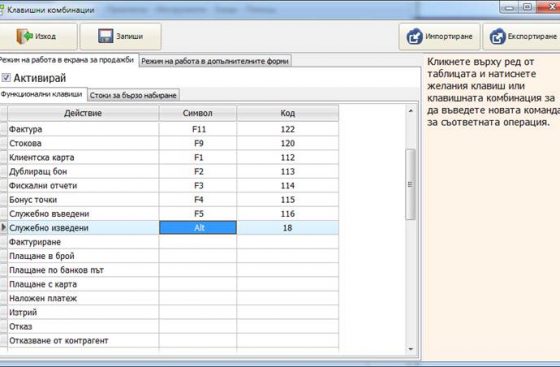 Клавишни комбинации
Изход
Запиши
Импортиране
Експортиране
Режим на работа в екрана за продажби
Режим на работа в допълнителните форми
Активирай
Функционални клавиши
Стоки за бързо набиране
Действие Символ Код
Фактура F11 122
Стокова F9 120
Клиентска карта F1 112
Дублиращ бон F2 113
Фискални отчети F3 114
Бонус точки F4 115
Служебно въведени F5 116
Служебно изведени Alt 18
Фактуриране
Плащане в брой
Плащане по банков път
Плащане с карта
Наложен платеж
Изтрий
Отказ
Отказване от контрагент
Кликнете върху ред от
таблицата и натиснете
желания клавиш или
клавишната комбинация за
да въведете новата команда
за съответната операция.